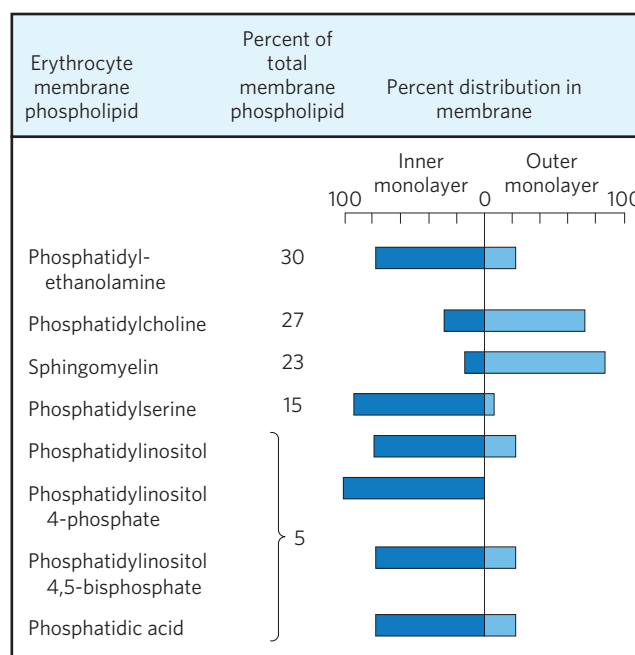 Erythrocyte
membrane
phospholipid
Percent of
total
membrane
phospholipid
Percent distribution in
membrane
Inner
monolayer
Outer
monolayer
100 0 100
Phosphatidyl-
ethanolamine
30
Phosphatidylcholine 27
Sphingomyelin 23
Phosphatidylserine 15
Phosphatidylinositol
Phosphatidylinositol
4-phosphate
5
Phosphatidylinositol
4,5-bisphosphate
Phosphatidic acid